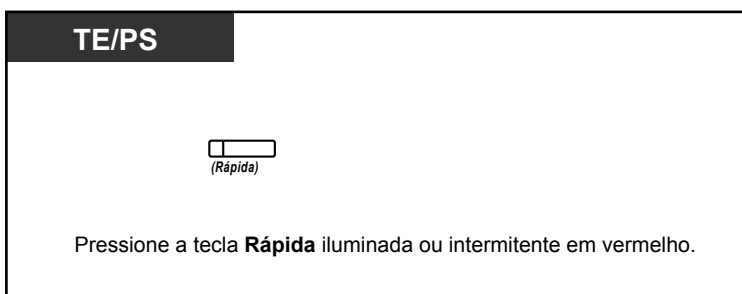 TE/PS
(Rápida)
Pressione a tecla Rápida iluminada ou intermitente em vermelho.